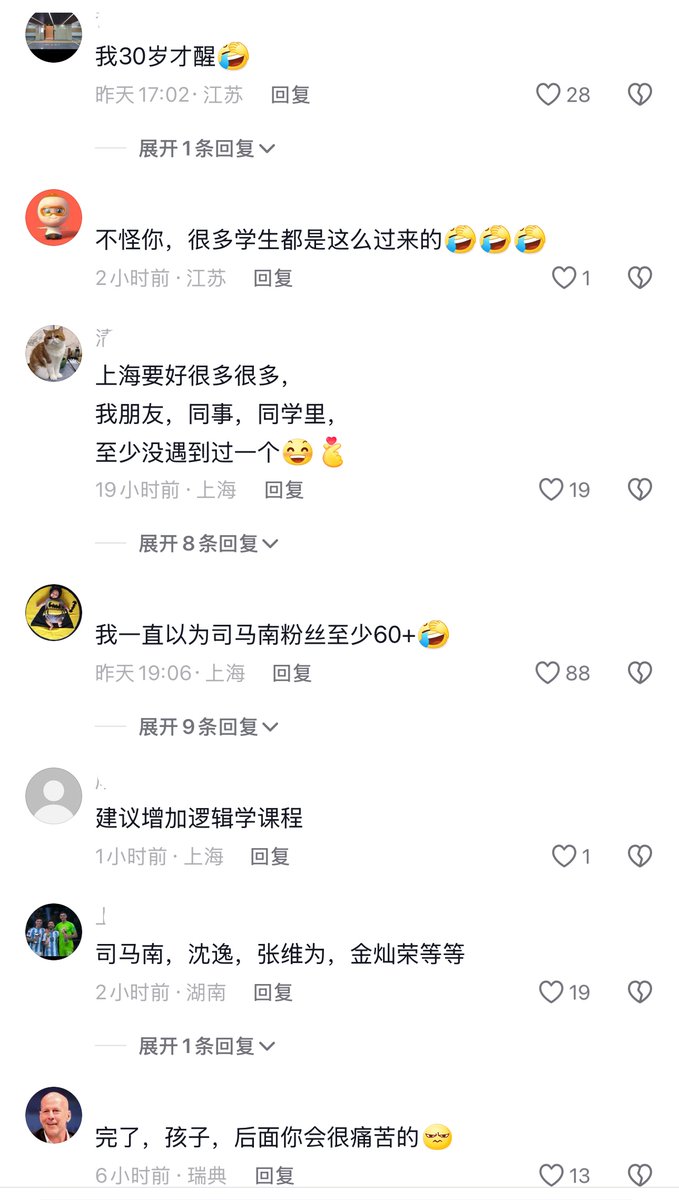 我30岁才醒🤣
昨天17:02·江苏 回复 28
展开1条回复
不怪你，很多学生都是这么过来的🤣🤣🤣
2小时前·江苏 回复 1
上海要好很多很多，
我朋友，同事，同学里，
至少没遇到过一个😄🫰
19小时前·上海 回复 19
展开8条回复
我一直以为司马南粉丝至少60+🤣
昨天19:06·上海 回复 88
展开9条回复
建议增加逻辑学课程
1小时前·上海 回复 1
司马南，沈逸，张维为，金灿荣等等
2小时前·湖南 回复 19
展开1条回复
完了，孩子，后面你会很痛苦的😏
6小时前·瑞典 回复 13